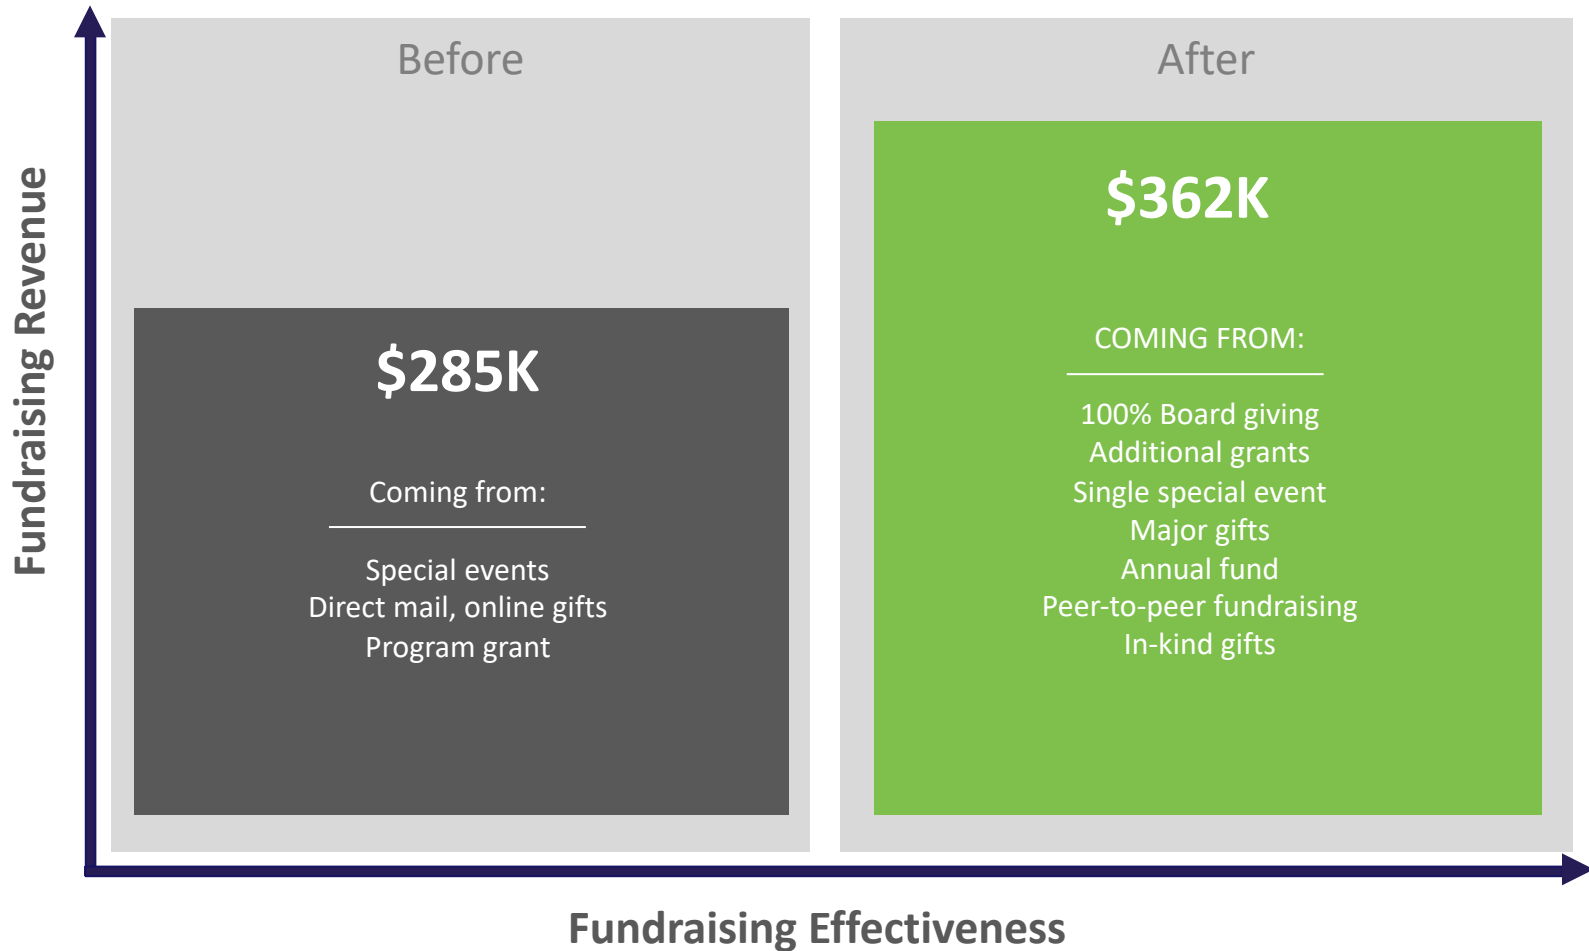 Fundraising Revenue
Before
$285K
Coming from:
Special events
Direct mail, online gifts
Program grant
After
$362K
COMING FROM:
100% Board giving
Additional grants
Single special event
Major gifts
Annual fund
Peer-to-peer fundraising
In-kind gifts
Fundraising Effectiveness